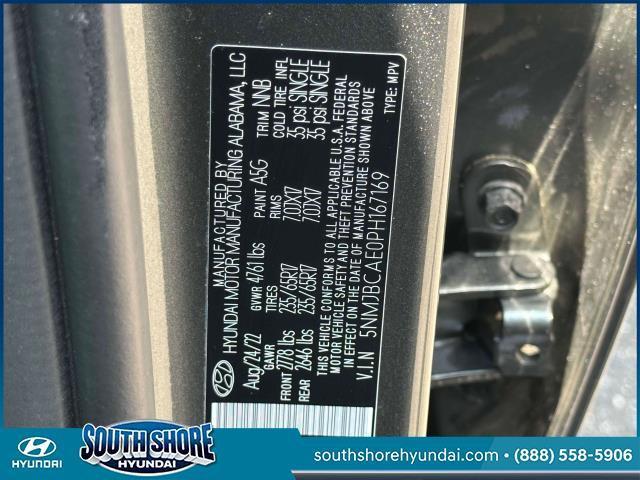 MANUFACTURED BY
HYUNDAI MOTOR MANUFACTURING ALABAMA, LLC
Aug/24/22 GVWR 4761 lbs PAINT A5G TRIM NNB
GAWR TIRES RIMS COLD TIRE INFL
FRONT 2778 lbs 235/65R17 7.0JX17 35 psi SINGLE
REAR 2646 lbs 235/65R17 7.0JX17 35 psi SINGLE
THIS VEHICLE CONFORMS TO ALL APPLICABLE U.S.A. FEDERAL
MOTOR VEHICLE SAFETY AND THEFT PREVENTION STANDARDS
IN EFFECT ON THE DATE OF MANUFACTURE SHOWN ABOVE
V.I.N 5NMJBCAE0PH167169 TYPE: MPV
HYUNDAI
SOUTH SHORE
HYUNDAI
southshorehyundai.com • (888) 558-5906